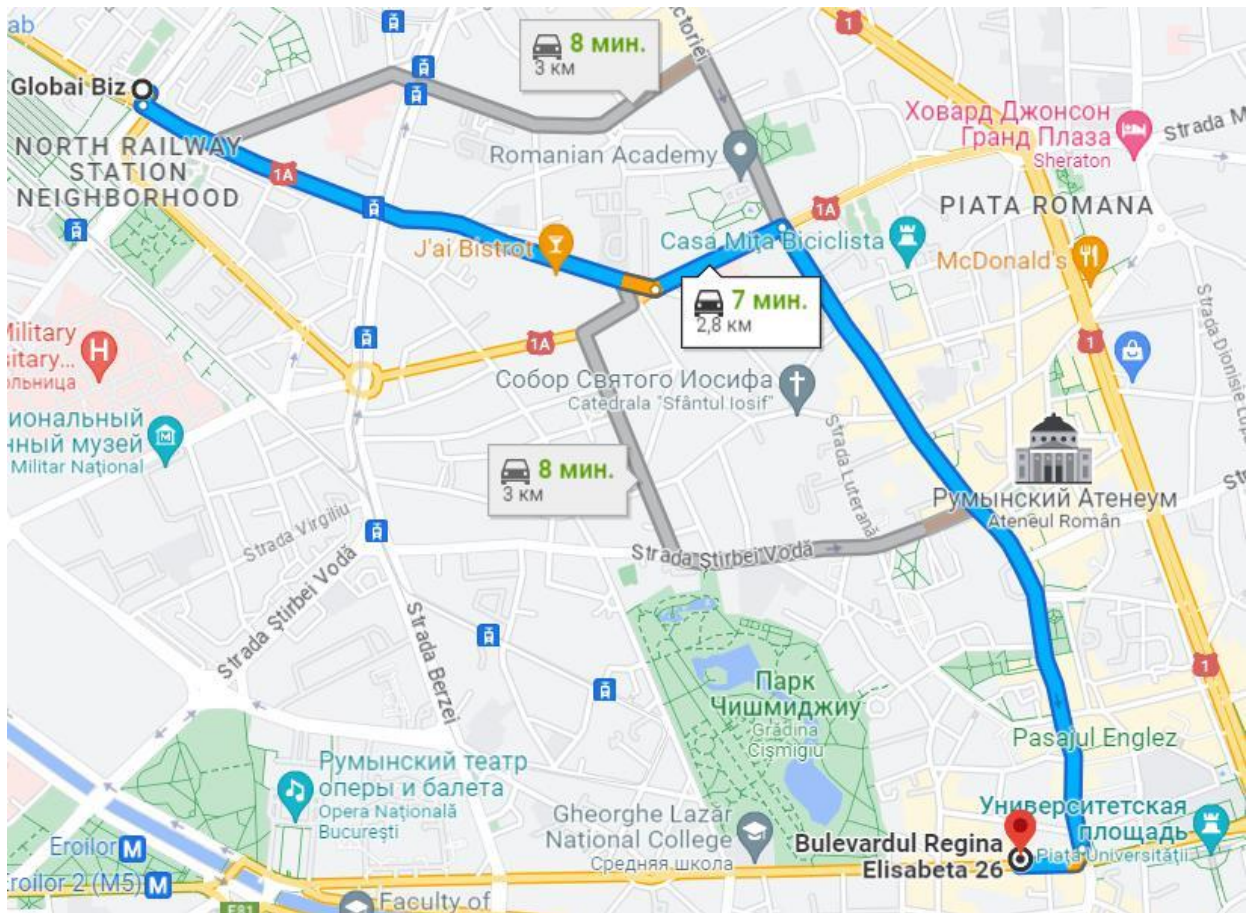 ab
1
ctoriei
8 мин.
3 км
Globai Biz
NORTH RAILWAY
STATION
NEIGHBORHOOD
1A
Romanian Academy
Ховард Джонсон
Гранд Плаза
Sheraton
Strada M
PIATA ROMANA
1A
J'ai Bistrot
Casa Mița Biciclista
McDonald's
7 мин.
2,8 км
Strada Dionisie Lupu
1
Military
sitary...
ольница
H
1A
Собор Святого Иосифа
Catedrala "Sfântul Iosif"
иональный
нный музей
Militar Național
M
8 мин.
3 км
Strada Luterană
Румынский Атенеум
Ateneul Român
Str
Strada Virgiliu
Strada Știrbei Vodă
Strada Știrbei Vodă
Strada Berzei
1
Парк
Чишмиджиу
Grădina
Cișmigiu
Pasajul Englez
Румынский театр
оперы и балета
Opera Națională
București
Gheorghe Lazăr
National College
Средняя школа
Университетская
площадь
Piața Universității
Bulevardul Regina
Elisabeta 26
Eroilor M
Eroilor 2 (M5) M
E81
Faculty of